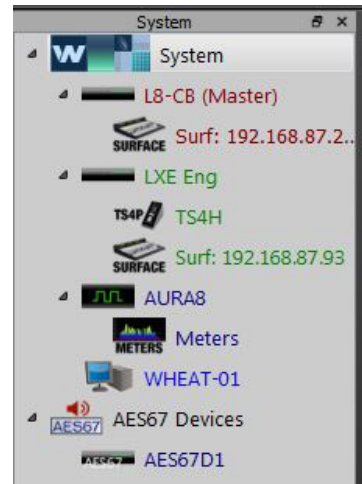 System
W System
L8-CB (Master)
SURFACE Surf: 192.168.87.2..
LXE Eng
TS4P TS4H
SURFACE Surf: 192.168.87.93
AURA8
METERS Meters
WHEAT-01
AES67 AES67 Devices
AES67 AES67D1